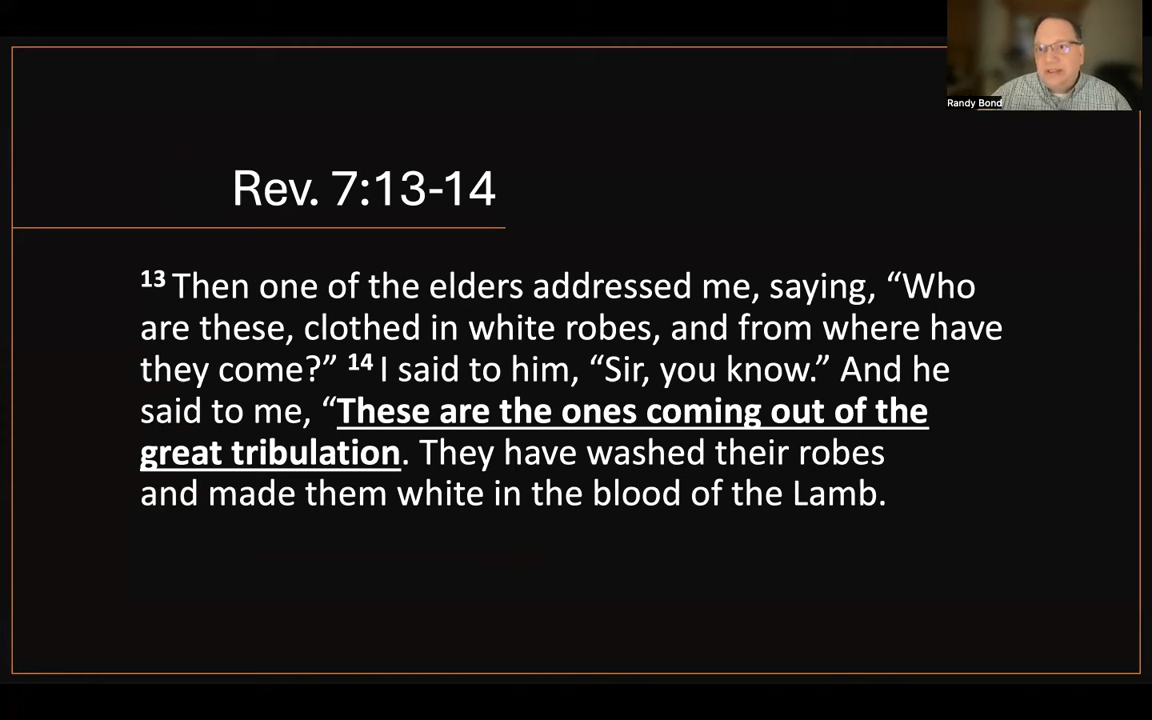 Randy Bond
Rev. 7:13-14
13 Then one of the elders addressed me, saying, “Who
are these, clothed in white robes, and from where have
they come?” 14 I said to him, “Sir, you know.” And he
said to me, “These are the ones coming out of the
great tribulation. They have washed their robes
and made them white in the blood of the Lamb.